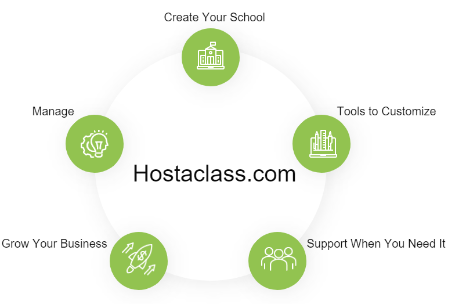 Create Your School
Manage
Tools to Customize
Hostaclass.com
Grow Your Business
Support When You Need It